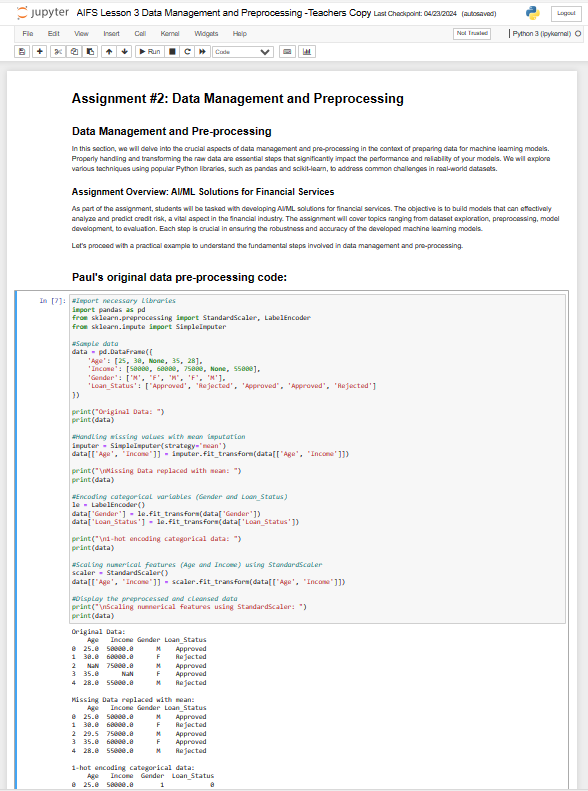 jupyter AIFS Lesson 3 Data Management and Preprocessing -Teachers Copy Last Checkpoint: 04/23/2024 (autosaved)
Logout
File Edit View Insert Cell Kernel Widgets Help
Not Trusted
Python 3 (ipykernel)
Run
Code
Assignment #2: Data Management and Preprocessing
Data Management and Pre-processing
In this section, we will delve into the crucial aspects of data management and pre-processing in the context of preparing data for machine learning models.
Properly handling and transforming the raw data are essential steps that significantly impact the performance and reliability of your models. We will explore
various techniques using popular Python libraries, such as pandas and scikit-learn, to address common challenges in real-world datasets.
Assignment Overview: AI/ML Solutions for Financial Services
As part of the assignment, students will be tasked with developing AI/ML solutions for financial services. The objective is to build models that can effectively
analyze and predict credit risk, a vital aspect in the financial industry. The assignment will cover topics ranging from dataset exploration, preprocessing, model
development, to evaluation. Each step is crucial in ensuring the robustness and accuracy of the developed machine learning models.
Let's proceed with a practical example to understand the fundamental steps involved in data management and pre-processing.
Paul's original data pre-processing code:
In [7]: #Import necessary libraries
import pandas as pd
from sklearn.preprocessing import StandardScaler, LabelEncoder
from sklearn.impute import SimpleImputer
#Sample data
data = pd.DataFrame({
'Age': [25, 30, None, 35, 28],
'Income': [50000, 60000, 75000, None, 55000],
'Gender': ['M', 'F', 'M', 'F', 'M'],
'Loan_Status': ['Approved', 'Rejected', 'Approved', 'Approved', 'Rejected']
})
print("Original Data: ")
print(data)
#Handling missing values with mean imputation
imputer = SimpleImputer(strategy='mean')
data[['Age', 'Income']] = imputer.fit_transform(data[['Age', 'Income']])
print("\nMissing Data replaced with mean: ")
print(data)
#Encoding categorical variables (Gender and Loan_Status)
le = LabelEncoder()
data['Gender'] = le.fit_transform(data['Gender'])
data['Loan_Status'] = le.fit_transform(data['Loan_Status'])
print("\n1-hot encoding categorical data: ")
print(data)
#Scaling numerical features (Age and Income) using StandardScaler
scaler = StandardScaler()
data[['Age', 'Income']] = scaler.fit_transform(data[['Age', 'Income']])
#Display the preprocessed and cleansed data
print("\nScaling numnerical features using StandardScaler: ")
print(data)
Original Data:
Age Income Gender Loan_Status
0 25.0 50000.0 M Approved
1 30.0 60000.0 F Rejected
2 NaN 75000.0 M Approved
3 35.0 NaN F Approved
4 28.0 55000.0 M Rejected
Missing Data replaced with mean:
Age Income Gender Loan_Status
0 25.0 50000.0 M Approved
1 30.0 60000.0 F Rejected
2 29.5 75000.0 M Approved
3 35.0 60000.0 F Approved
4 28.0 55000.0 M Rejected
1-hot encoding categorical data:
Age Income Gender Loan_Status
0 25.0 50000.0 1 0